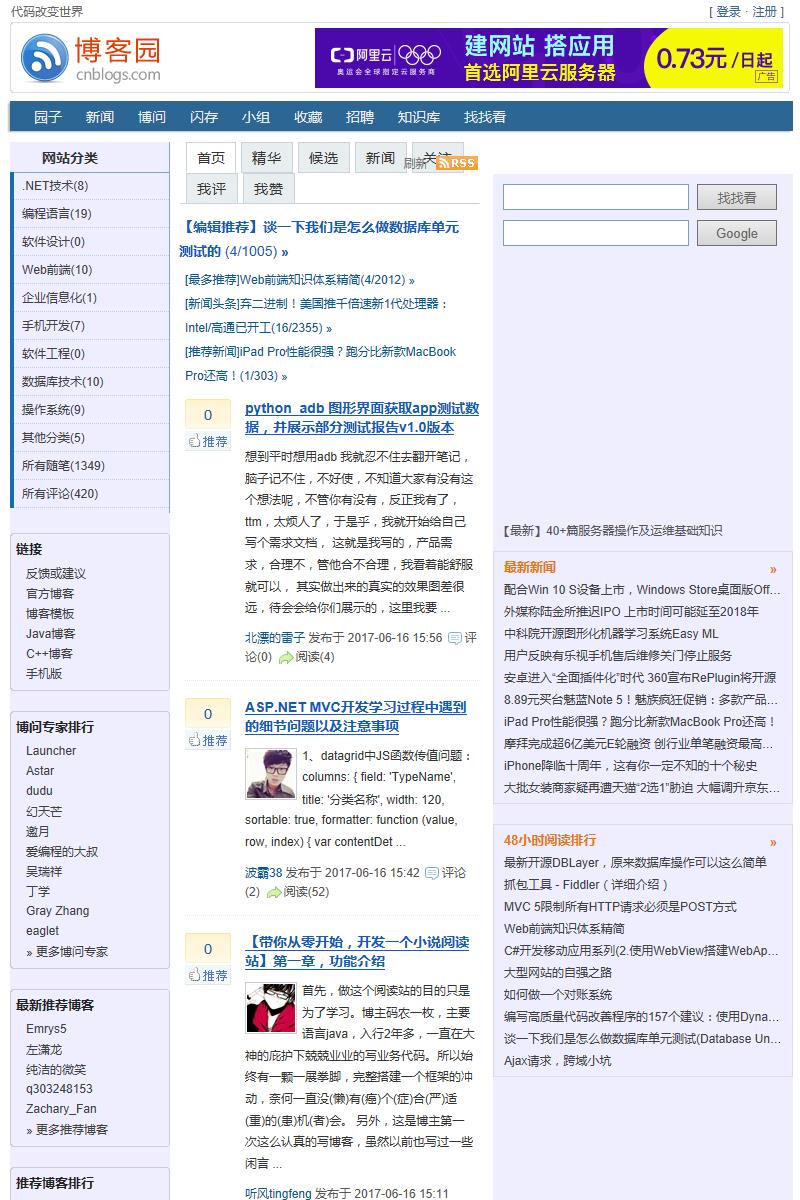 代码改变世界
[ 登录 · 注册 ]
博客园
cnblogs.com
阿里云
奥运会全球指定云服务商
建网站 搭应用
首选阿里云服务器
0.73元 /日起
广告
园子 新闻 博问 闪存 小组 收藏 招聘 知识库 找找看
网站分类
.NET技术(8)
编程语言(19)
软件设计(0)
Web前端(10)
企业信息化(1)
手机开发(7)
软件工程(0)
数据库技术(10)
操作系统(9)
其他分类(5)
所有随笔(1349)
所有评论(420)
链接
反馈或建议
官方博客
博客模板
Java博客
C++博客
手机版
博问专家排行
Launcher
Astar
dudu
幻天芒
邀月
爱编程的大叔
吴瑞祥
丁学
Gray Zhang
eaglet
» 更多博问专家
最新推荐博客
Emrys5
左潇龙
纯洁的微笑
q303248153
Zachary_Fan
» 更多推荐博客
推荐博客排行
首页 精华 候选 新闻 关注
刷新 RSS
我评 我赞
【编辑推荐】谈一下我们是怎么做数据库单元
测试的 (4/1005) »
[最多推荐]Web前端知识体系精简(4/2012) »
[新闻头条]弃二进制！美国推千倍速新1代处理器：
Intel/高通已开工(16/2355) »
[推荐新闻]iPad Pro性能很强？跑分比新款MacBook
Pro还高！(1/303) »
0
推荐
python_adb 图形界面获取app测试数
据，并展示部分测试报告v1.0版本
想到平时想用adb 我就忍不住去翻开笔记，
脑子记不住，不好使，不知道大家有没有这
个想法呢，不管你有没有，反正我有了，
ttm，太烦人了，于是乎，我就开始给自己
写个需求文档， 这就是我写的，产品需
求，合理不，管他合不合理，我看着能舒服
就可以， 其实做出来的真实的效果图差很
远，待会会给你们展示的，这里我要 ...
北漂的雷子 发布于 2017-06-16 15:56 评
论(0) 阅读(4)
0
推荐
ASP.NET MVC开发学习过程中遇到
的细节问题以及注意事项
1、datagrid中JS函数传值问题：
columns: { field: 'TypeName',
title: '分类名称', width: 120,
sortable: true, formatter: function (value,
row, index) { var contentDet ...
波霸38 发布于 2017-06-16 15:42 评论
(2) 阅读(52)
0
推荐
【带你从零开始，开发一个小说阅读
站】第一章，功能介绍
首先，做这个阅读站的目的只是
为了学习。博主码农一枚，主要
语言java，入行2年多，一直在大
神的庇护下兢兢业业的写业务代码。所以始
终有一颗一展拳脚，完整搭建一个框架的冲
动，奈何一直没(懒)有(癌)个(症)合(严)适
(重)的(患)机(者)会。 另外，这是博主第一
次这么认真的写博客，虽然以前也写过一些
闲言 ...
听风tingfeng 发布于 2017-06-16 15:11
找找看
Google
【最新】40+篇服务器操作及运维基础知识
最新新闻 »
配合Win 10 S设备上市，Windows Store桌面版Off...
外媒称陆金所推迟IPO 上市时间可能延至2018年
中科院开源图形化机器学习系统Easy ML
用户反映有乐视手机售后维修关门停止服务
安卓进入“全面插件化”时代 360宣布RePlugin将开源
8.89元买台魅蓝Note 5！魅族疯狂促销：多款产品...
iPad Pro性能很强？跑分比新款MacBook Pro还高！
摩拜完成超6亿美元E轮融资 创行业单笔融资最高...
iPhone降临十周年，这有你一定不知的十个秘史
大批女装商家疑再遭天猫“2选1”胁迫 大幅调升京东...
48小时阅读排行 »
最新开源DBLayer，原来数据库操作可以这么简单
抓包工具 - Fiddler（详细介绍）
MVC 5限制所有HTTP请求必须是POST方式
Web前端知识体系精简
C#开发移动应用系列(2.使用WebView搭建WebAp...
大型网站的自强之路
如何做一个对账系统
编写高质量代码改善程序的157个建议：使用Dyna...
谈一下我们是怎么做数据库单元测试(Database Un...
Ajax请求，跨域小坑